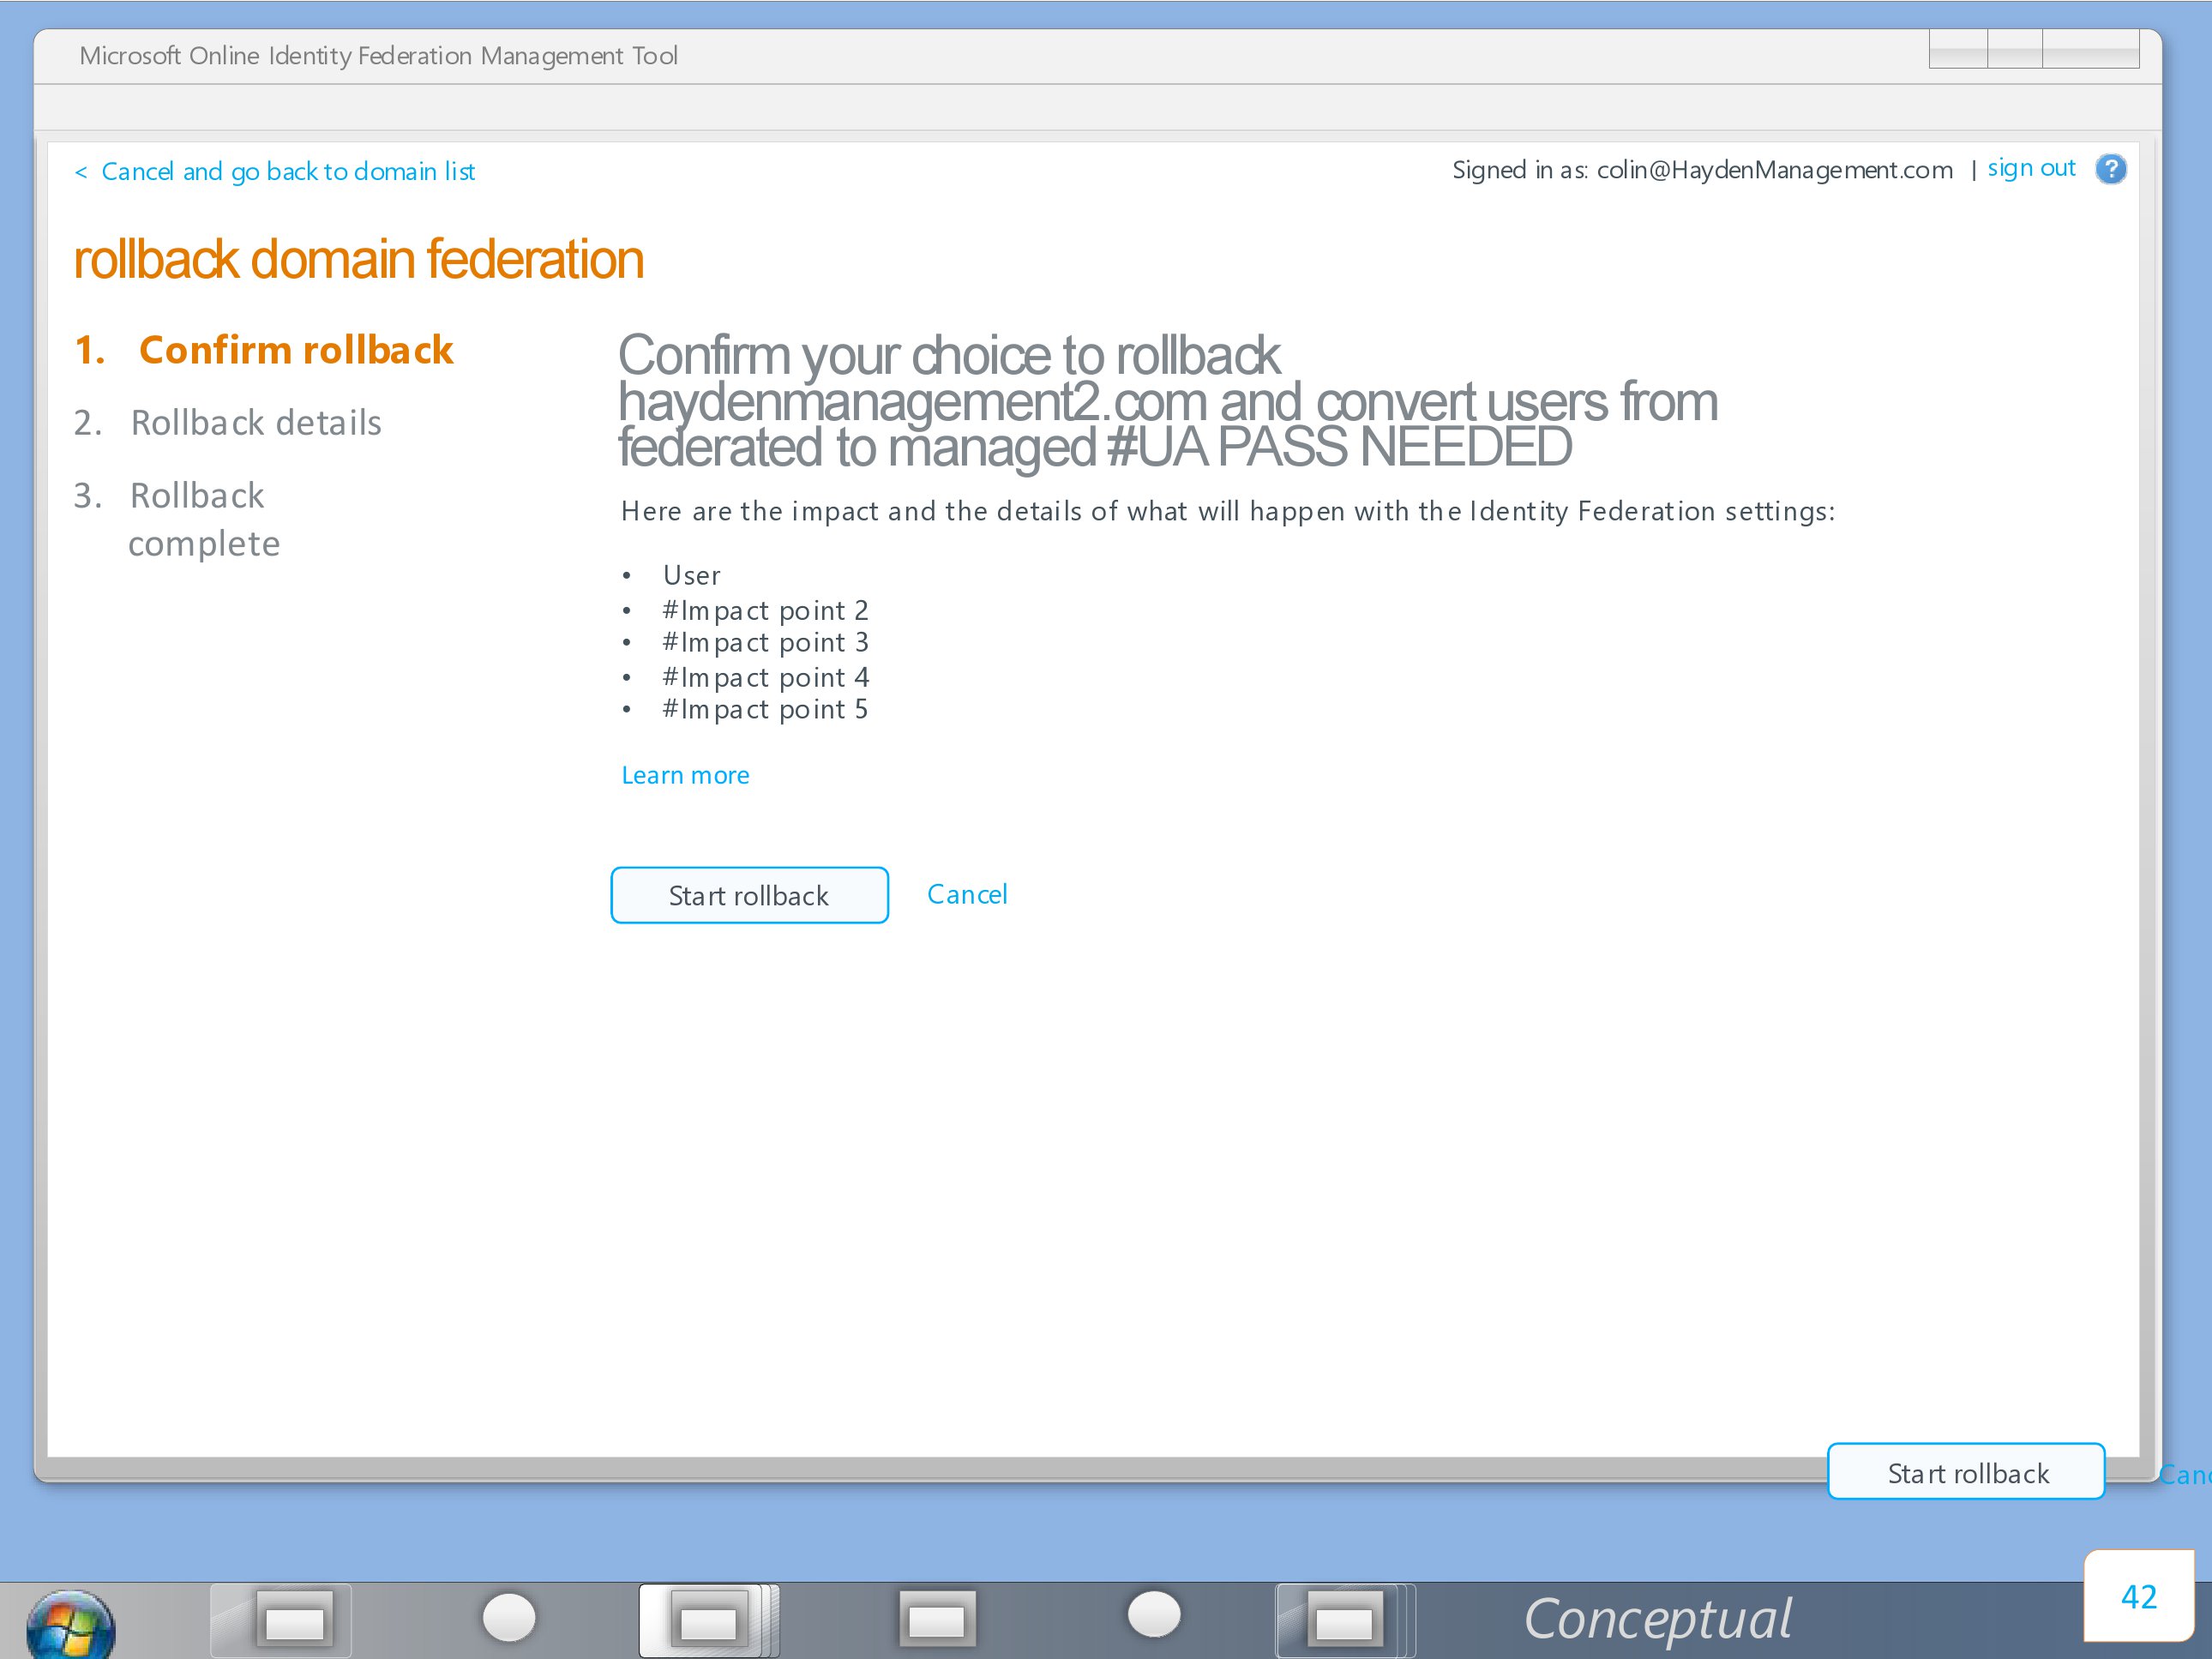 Microsoft Online Identity Federation Management Tool
< Cancel and go back to domain list
Signed in as: colin@HaydenManagement.com | sign out ?
rollback domain federation
1. Confirm rollback
2. Rollback details
3. Rollback
complete
Confirm your choice to rollback
haydenmanagement2.com and convert users from
federated to managed #UA PASS NEEDED
Here are the impact and the details of what will happen with the Identity Federation settings:
• User
• #Impact point 2
• #Impact point 3
• #Impact point 4
• #Impact point 5
Learn more
Start rollback Cancel
Start rollback Canc
Conceptual
42